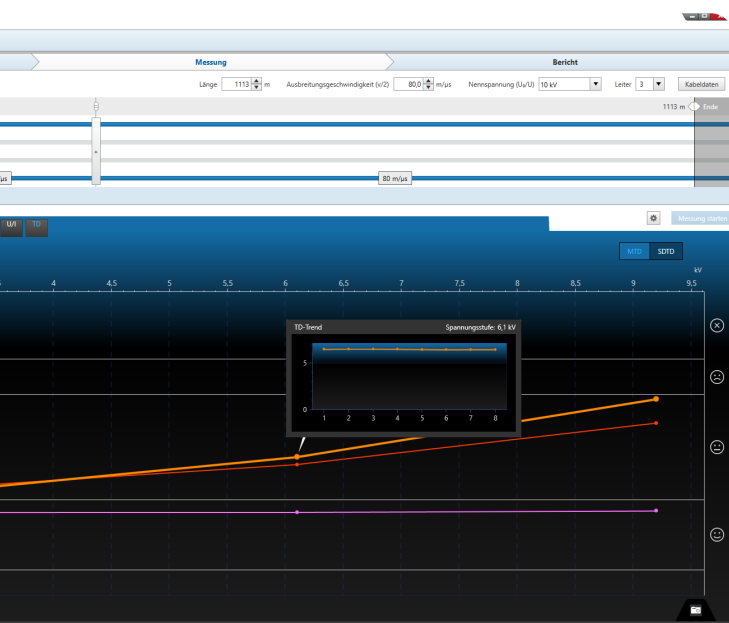 Messung Bericht
Länge 1113 m Ausbreitungsgeschwindigkeit (v/2) 80,0 m/µs Nennspannung (U₀/U) 10 kV Leiter 3 Kabeldaten
1113 m Ende
/µs 80 m/µs
Messung starten
U/I TD
MTD SDTD
kV
4 4,5 5 5,5 6 6,5 7 7,5 8 8,5 9 9,5
TD-Trend Spannungsstufe: 6,1 kV
5
0
1 2 3 4 5 6 7 8